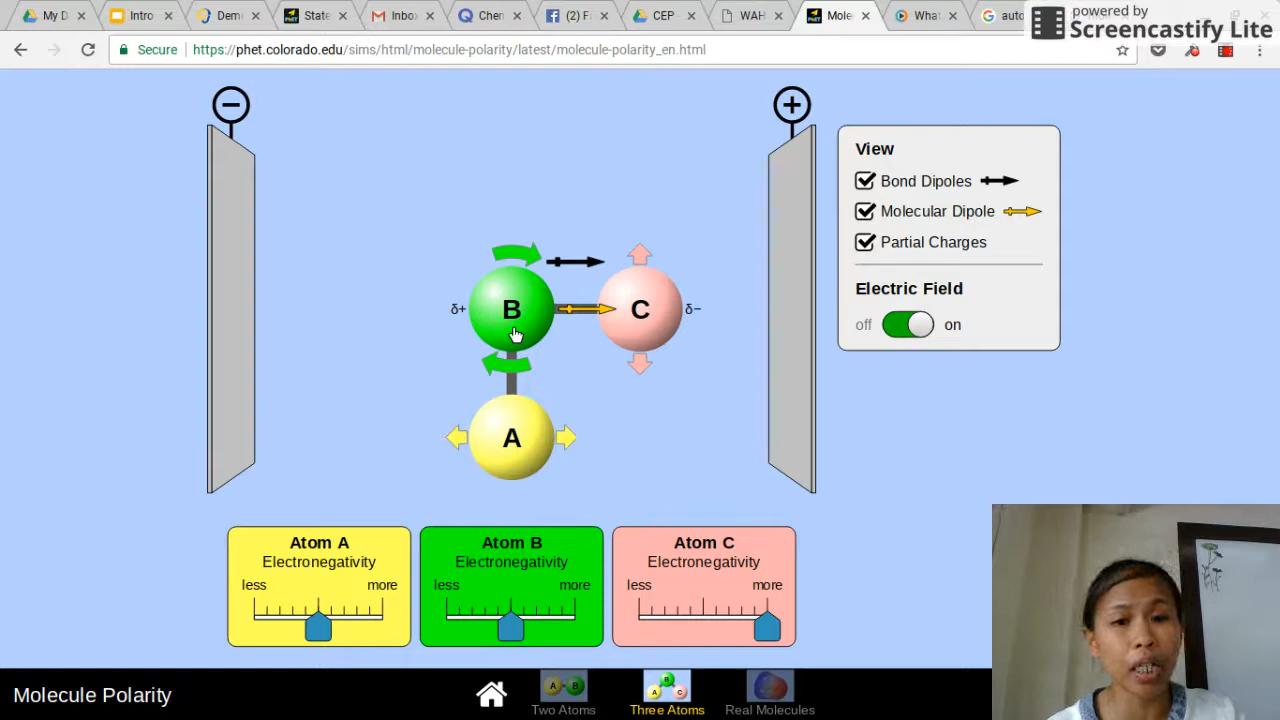 My D
Intro
Dem
State
Inbox
Chen
(2) F
CEP -
WAH
Mole
What
auto
powered by
Screencastify Lite
Secure
https://phet.colorado.edu/sims/html/molecule-polarity/latest/molecule-polarity_en.html
−
+
View
Bond Dipoles
Molecular Dipole
Partial Charges
Electric Field
off on
δ+ B C δ−
A
Atom A
Electronegativity
less more
Atom B
Electronegativity
less more
Atom C
Electronegativity
less more
Molecule Polarity
A B
Two Atoms
B
A C
Three Atoms
Real Molecules